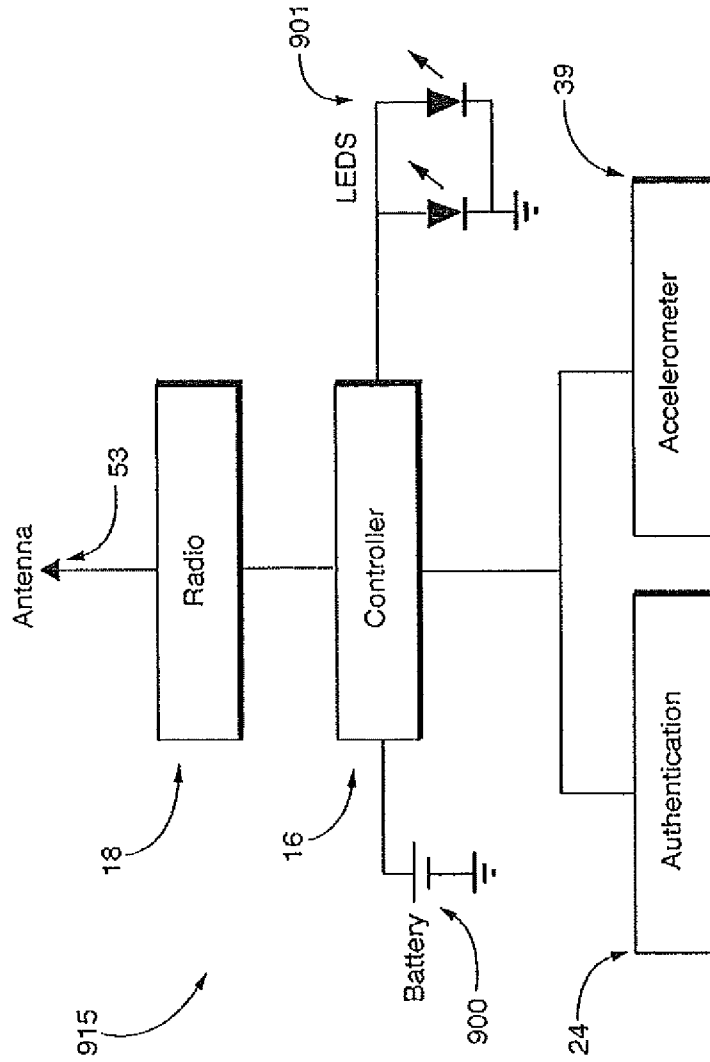 915
Antenna
53
18
Radio
16
Controller
LEDS
901
Battery
900
24
Authentication
Accelerometer
39